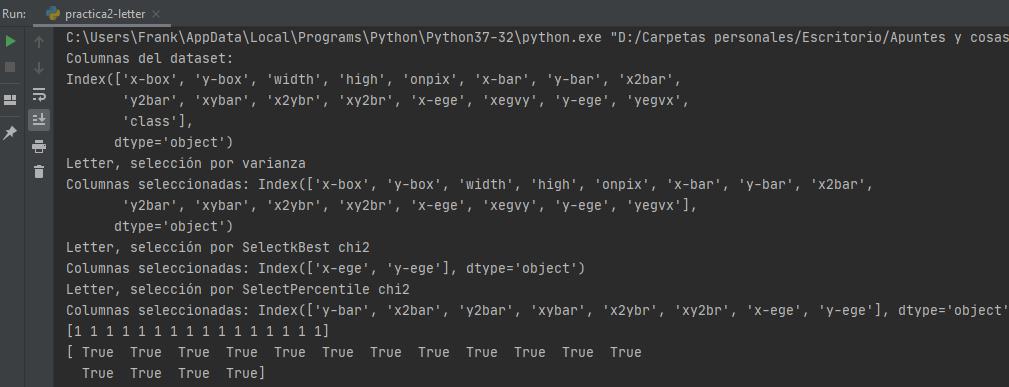 Run: practica2-letter
C:\Users\Frank\AppData\Local\Programs\Python\Python37-32\python.exe "D:/Carpetas personales/Escritorio/Apuntes y cosas
Columnas del dataset:
Index(['x-box', 'y-box', 'width', 'high', 'onpix', 'x-bar', 'y-bar', 'x2bar',
'y2bar', 'xybar', 'x2ybr', 'xy2br', 'x-ege', 'xegvy', 'y-ege', 'yegvx',
'class'],
dtype='object')
Letter, selección por varianza
Columnas seleccionadas: Index(['x-box', 'y-box', 'width', 'high', 'onpix', 'x-bar', 'y-bar', 'x2bar',
'y2bar', 'xybar', 'x2ybr', 'xy2br', 'x-ege', 'xegvy', 'y-ege', 'yegvx'],
dtype='object')
Letter, selección por SelectkBest chi2
Columnas seleccionadas: Index(['x-ege', 'y-ege'], dtype='object')
Letter, selección por SelectPercentile chi2
Columnas seleccionadas: Index(['y-bar', 'x2bar', 'y2bar', 'xybar', 'x2ybr', 'xy2br', 'x-ege', 'y-ege'], dtype='object'
[1 1 1 1 1 1 1 1 1 1 1 1 1 1 1 1]
[ True True True True True True True True True True True True
True True True True]